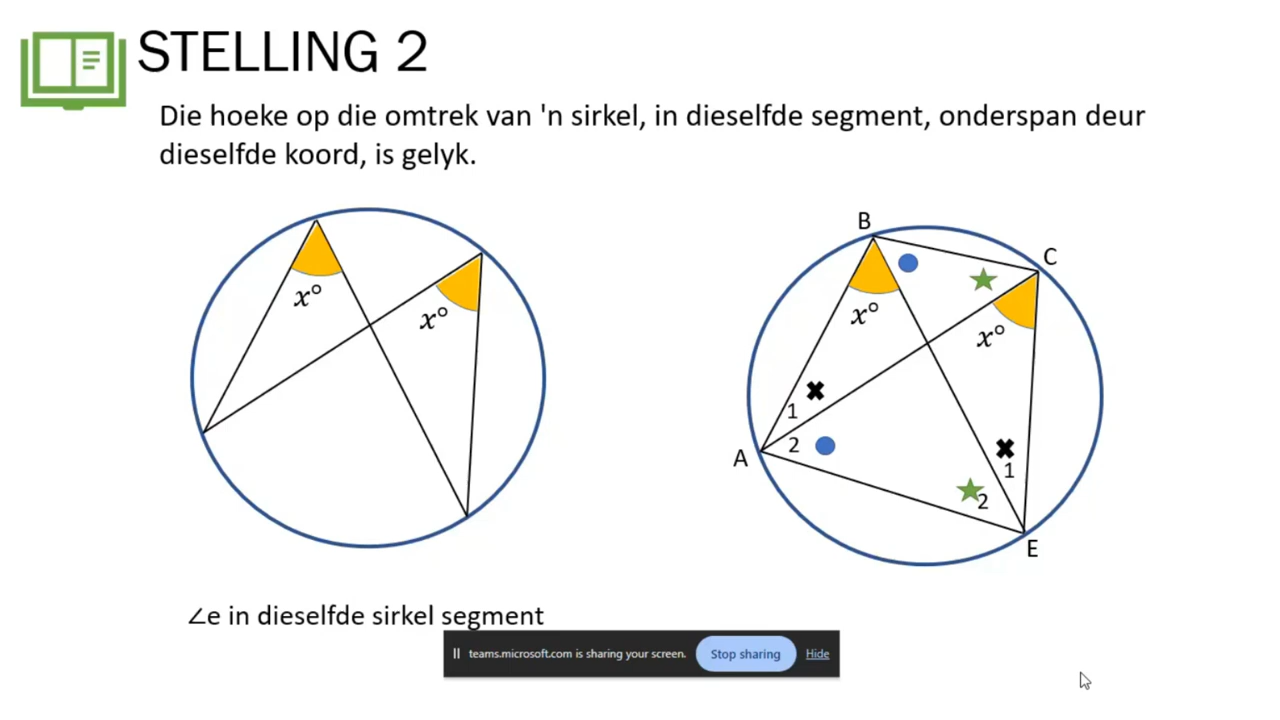 STELLING 2
Die hoeke op die omtrek van 'n sirkel, in dieselfde segment, onderspan deur
dieselfde koord, is gelyk.
x°
x°
B
C
x°
x°
1
2
A
1
2
E
∠e in dieselfde sirkel segment
teams.microsoft.com is sharing your screen. Stop sharing Hide